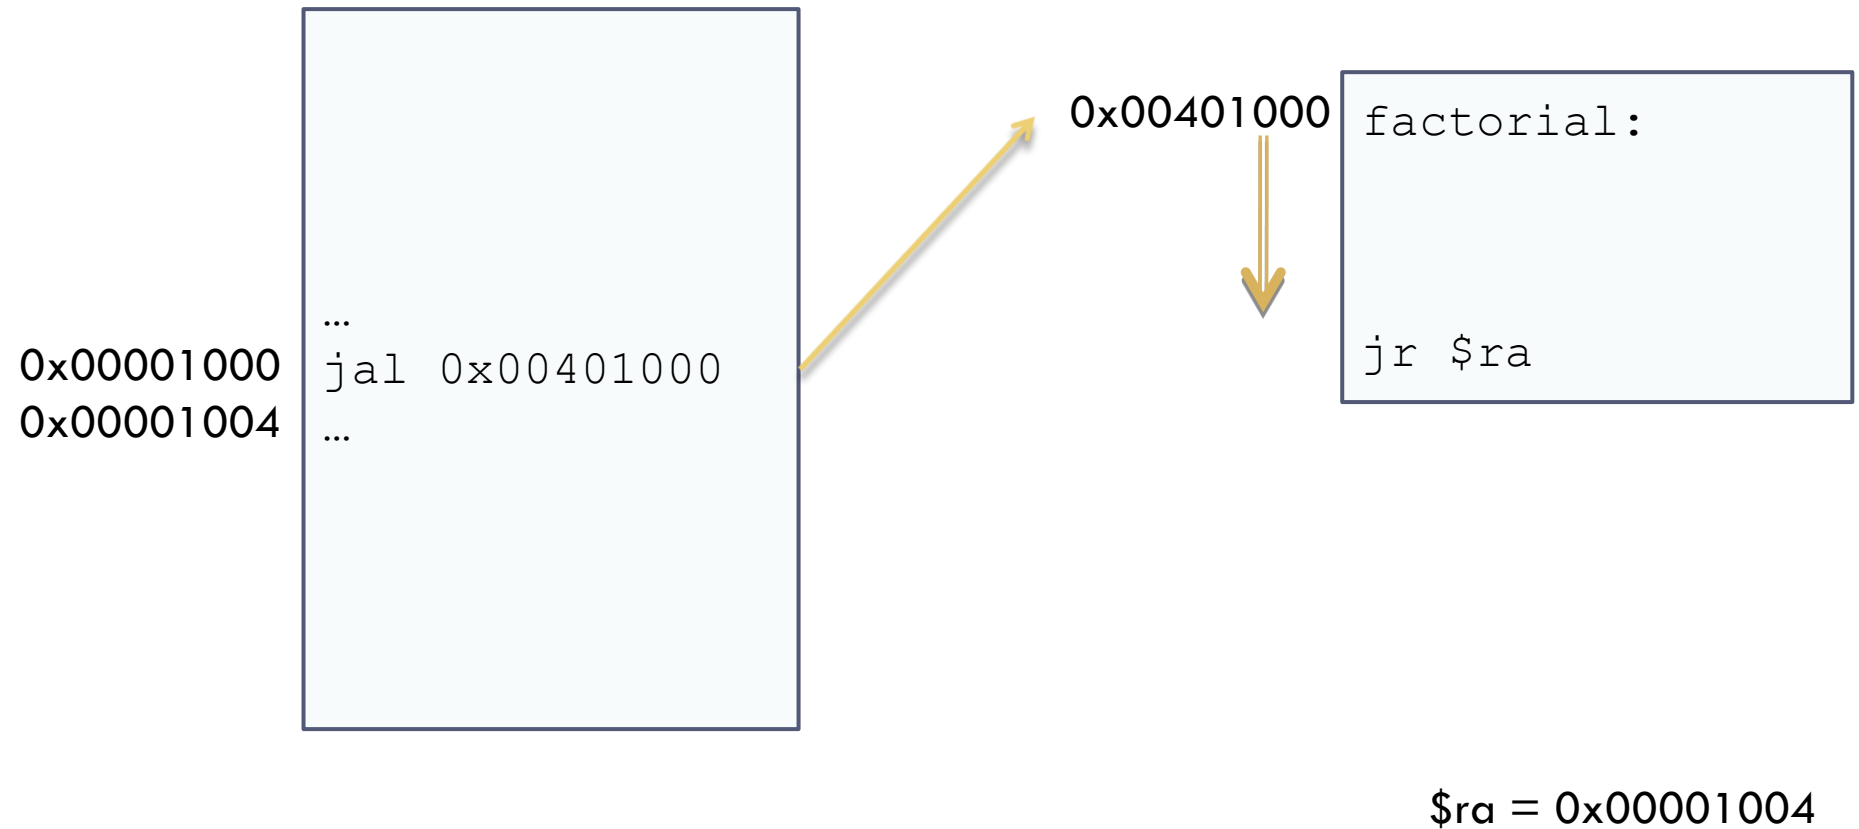 …
0x00001000 jal 0x00401000
0x00001004 …
0x00401000 factorial:
jr $ra
$ra = 0x00001004